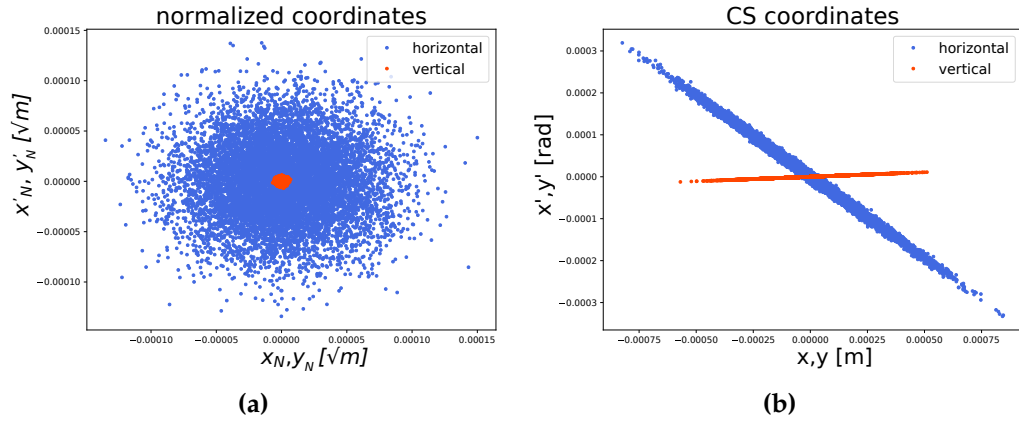 normalized coordinates
horizontal
vertical
0.00015
0.00010
0.00005
0.00000
−0.00005
−0.00010
x′N, y′N [√m]
−0.00010
−0.00005
0.00000
0.00005
0.00010
0.00015
xN,yN [√m]
(a)
CS coordinates
horizontal
vertical
0.0003
0.0002
0.0001
0.0000
−0.0001
−0.0002
−0.0003
x',y' [rad]
−0.00075
−0.00050
−0.00025
0.00000
0.00025
0.00050
0.00075
x,y [m]
(b)